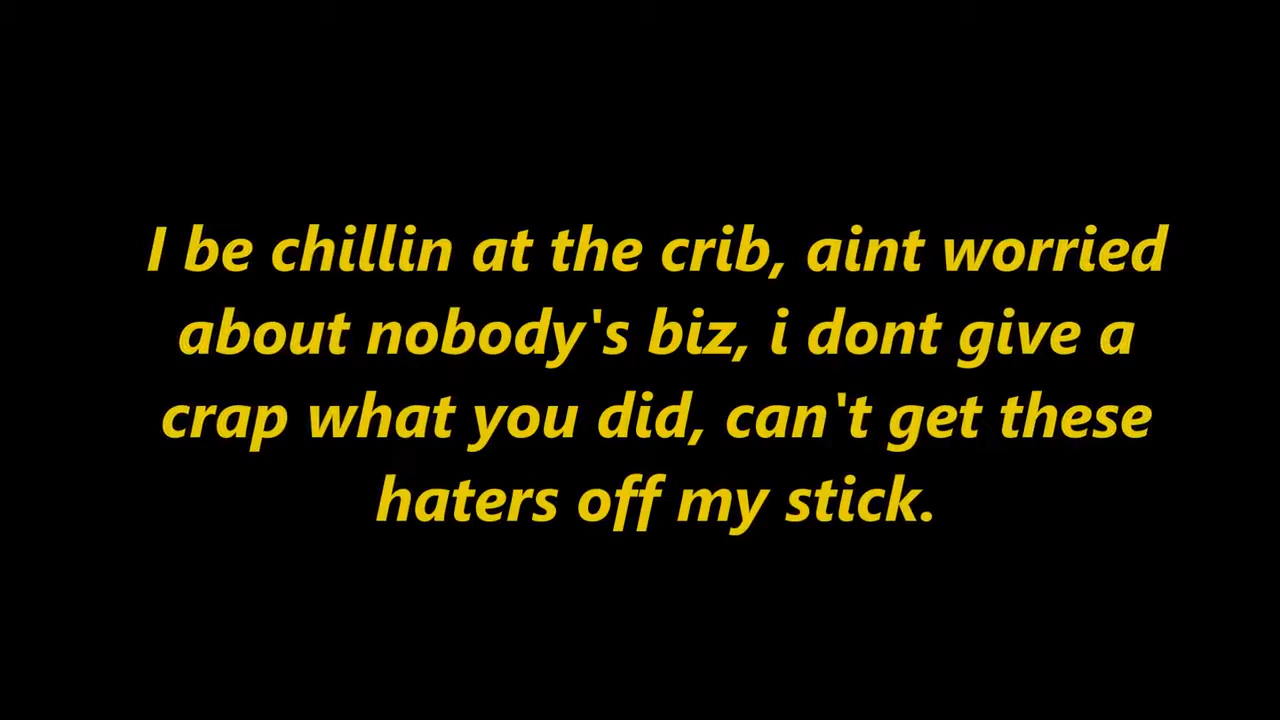 I be chillin at the crib, aint worried
about nobody's biz, i dont give a
crap what you did, can't get these
haters off my stick.